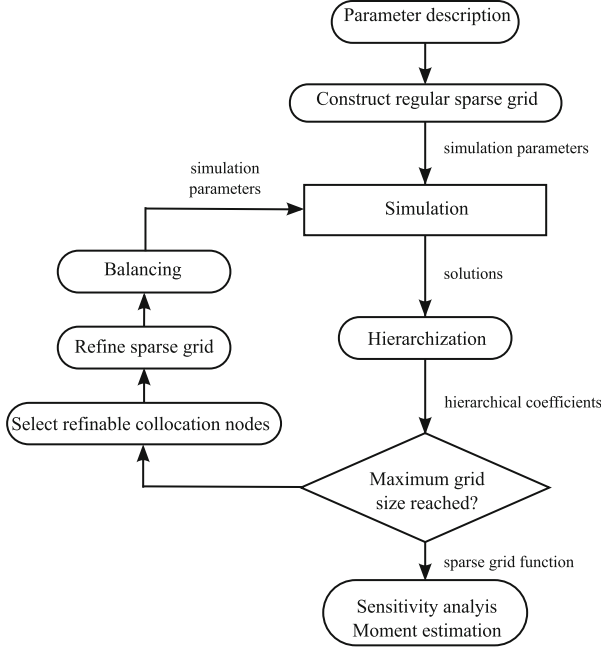 Parameter description
Construct regular sparse grid
simulation parameters
simulation
parameters
Simulation
Balancing
solutions
Refine sparse grid
Hierarchization
hierarchical coefficients
Select refinable collocation nodes
Maximum grid
size reached?
sparse grid function
Sensitivity analyis
Moment estimation